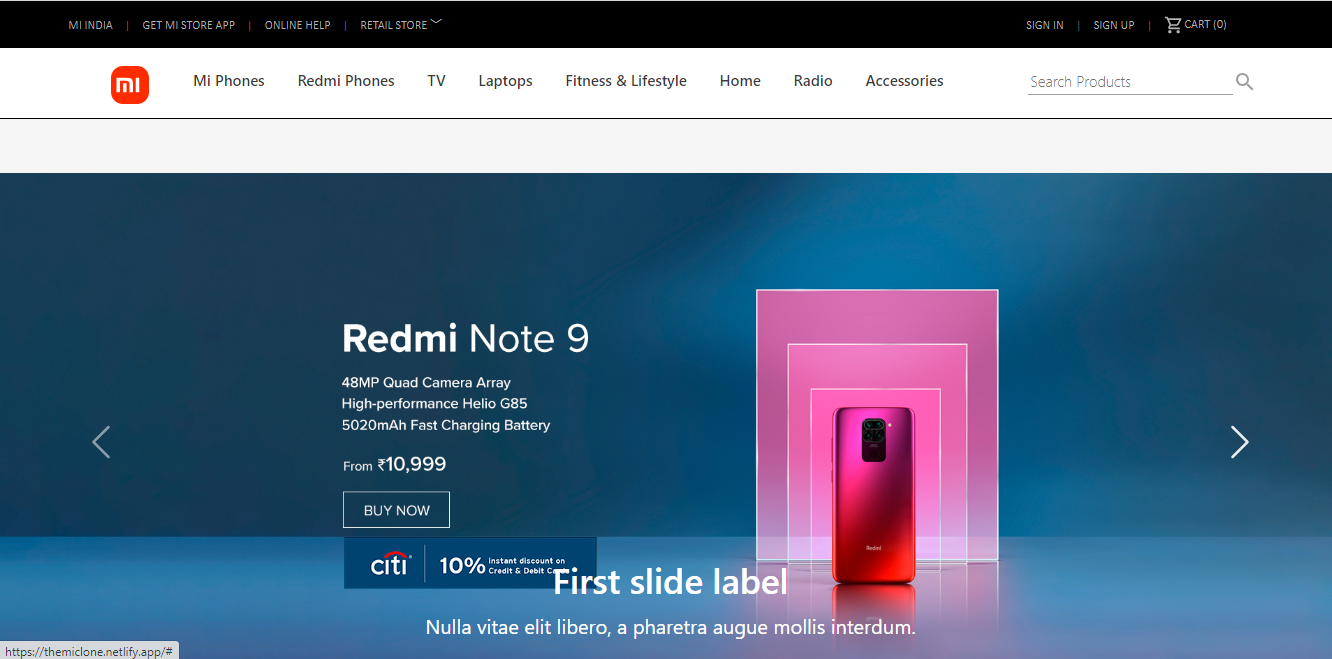 MI INDIA | GET MI STORE APP | ONLINE HELP | RETAIL STORE SIGN IN | SIGN UP | CART (0)
mi Mi Phones Redmi Phones TV Laptops Fitness & Lifestyle Home Radio Accessories Search Products
Redmi Note 9
48MP Quad Camera Array
High-performance Helio G85
5020mAh Fast Charging Battery
From ₹10,999
BUY NOW
citi 10% Instant discount on
Credit & Debit
Redmi
First slide label
Nulla vitae elit libero, a pharetra augue mollis interdum.
https://themiclone.netlify.app/#